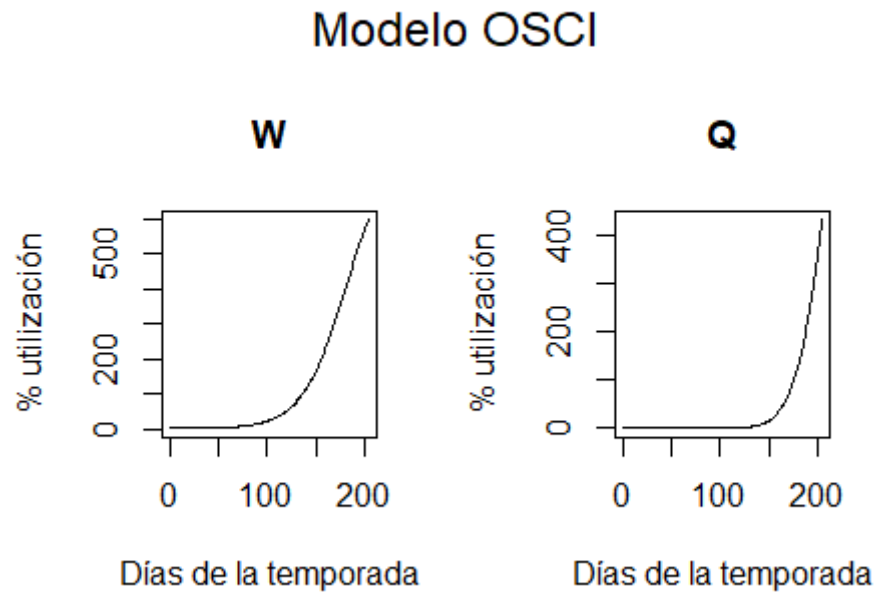 Modelo OSCI
W
% utilización
500
200
0
0 100 200
Días de la temporada
Q
% utilización
400
200
0
0 100 200
Días de la temporada